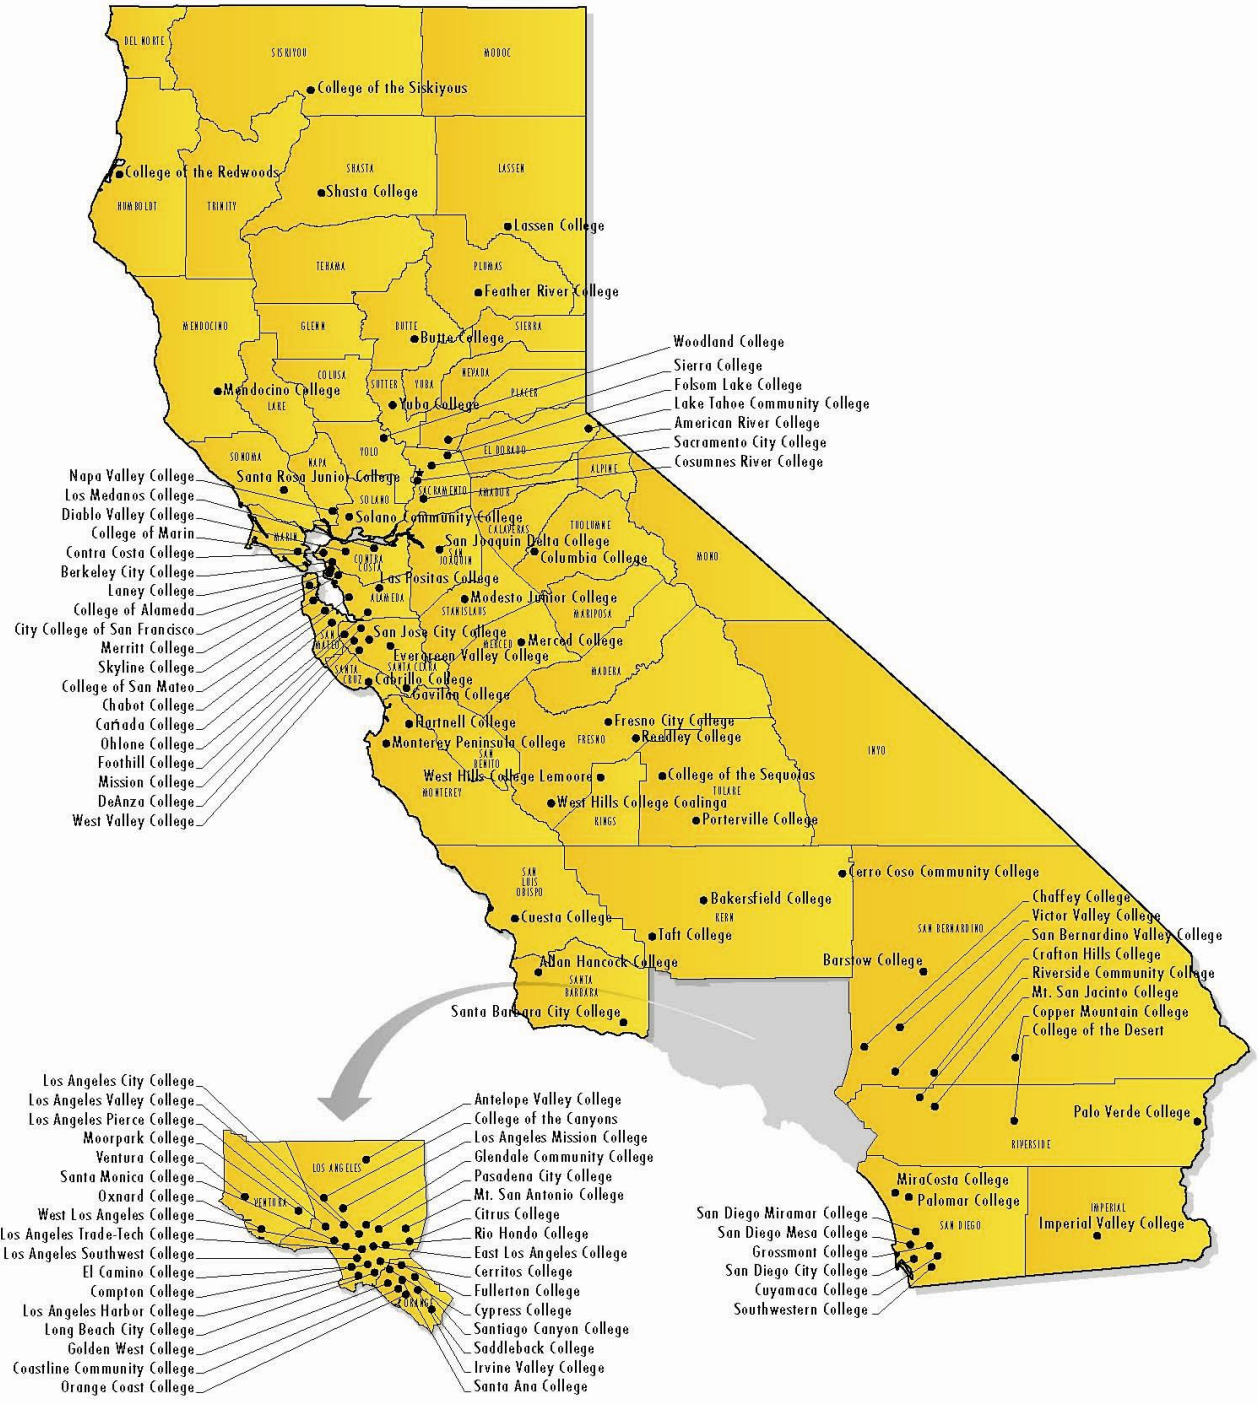 DEL NORTE
SISKIYOU
MODOC
College of the Siskiyous
College of the Redwoods
SHASTA
LASSEN
Shasta College
HUMBOLDT
TRINITY
Lassen College
TEHAMA
PLUMAS
Feather River College
MENDOCINO
GLENN
BUTTE
SIERRA
Butte College
COLUSA
SUTTER
YUBA
NEVADA
PLACER
Mendocino College
LAKE
Yuba College
Woodland College
Sierra College
Folsom Lake College
Lake Tahoe Community College
American River College
Sacramento City College
Cosumnes River College
SONOMA
NAPA
YOLO
EL DORADO
ALPINE
Santa Rosa Junior College
SOLANO
SACRAMENTO
AMADOR
Solano Community College
MARIN
CALAVERAS
TUOLUMNE
San Joaquin Delta College
SAN
JOAQUIN
Columbia College
MONO
CONTRA
COSTA
Las Positas College
ALAMEDA
Modesto Junior College
STANISLAUS
MARIPOSA
Napa Valley College
Los Medanos College
Diablo Valley College
College of Marin
Contra Costa College
Berkeley City College
Laney College
College of Alameda
City College of San Francisco
Merritt College
Skyline College
College of San Mateo
Chabot College
Cañada College
Ohlone College
Foothill College
Mission College
DeAnza College
West Valley College
SAN
MATEO
San Jose City College
MERCED
Merced College
Evergreen Valley College
SANTA CLARA
SANTA
CRUZ
MADERA
Cabrillo College
Gavilan College
Hartnell College
Fresno City College
Monterey Peninsula College
FRESNO
Reedley College
SAN
BENITO
INYO
West Hills College Lemoore
College of the Sequoias
MONTEREY
TULARE
West Hills College Coalinga
KINGS
Porterville College
SAN
LUIS
OBISPO
Cerro Coso Community College
Bakersfield College
KERN
Cuesta College
Taft College
SAN BERNARDINO
Allan Hancock College
SANTA
BARBARA
Barstow College
Santa Barbara City College
Chaffey College
Victor Valley College
San Bernardino Valley College
Crafton Hills College
Riverside Community College
Mt. San Jacinto College
Copper Mountain College
College of the Desert
Palo Verde College
RIVERSIDE
MiraCosta College
Palomar College
SAN DIEGO
IMPERIAL
Imperial Valley College
San Diego Miramar College
San Diego Mesa College
Grossmont College
San Diego City College
Cuyamaca College
Southwestern College
Los Angeles City College
Los Angeles Valley College
Los Angeles Pierce College
Moorpark College
Ventura College
Santa Monica College
Oxnard College
West Los Angeles College
Los Angeles Trade-Tech College
Los Angeles Southwest College
El Camino College
Compton College
Los Angeles Harbor College
Long Beach City College
Golden West College
Coastline Community College
Orange Coast College
LOS ANGELES
VENTURA
ORANGE
Antelope Valley College
College of the Canyons
Los Angeles Mission College
Glendale Community College
Pasadena City College
Mt. San Antonio College
Citrus College
Rio Hondo College
East Los Angeles College
Cerritos College
Fullerton College
Cypress College
Santiago Canyon College
Saddleback College
Irvine Valley College
Santa Ana College